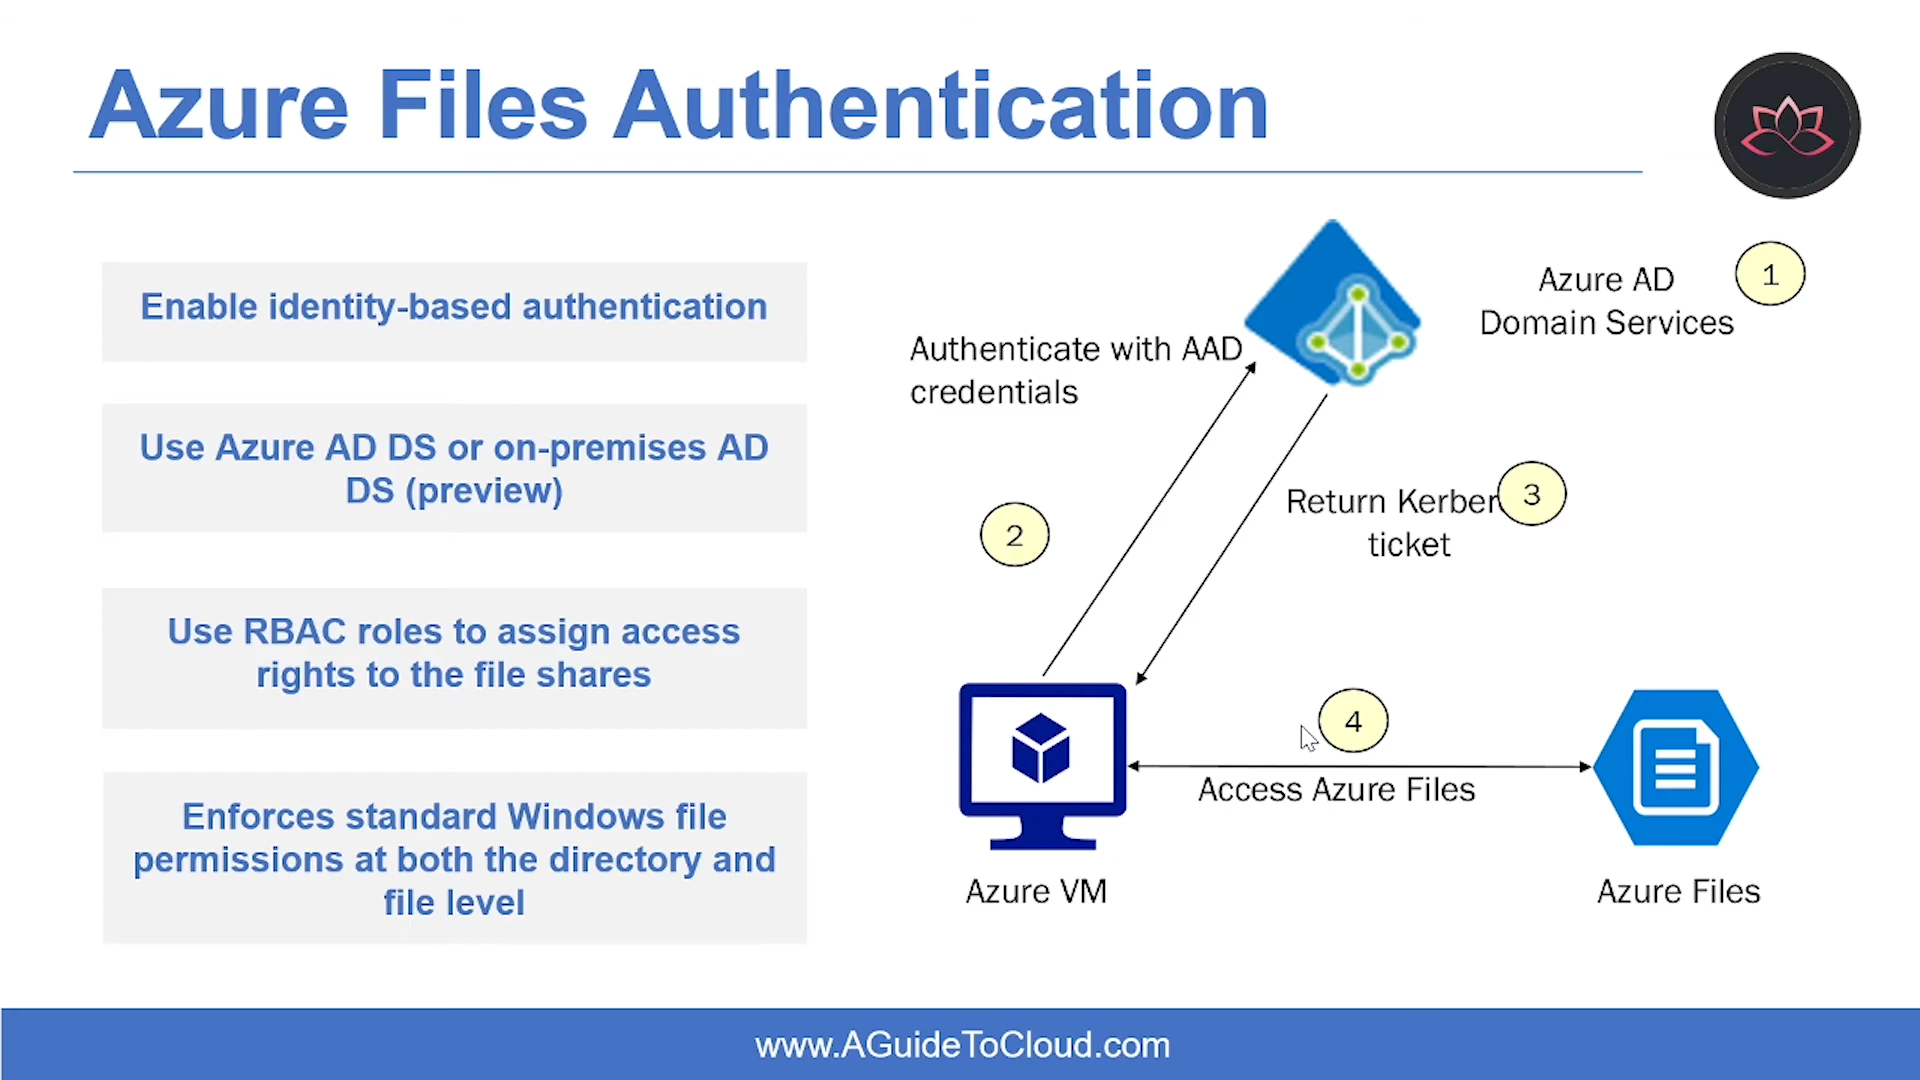 Azure Files Authentication
Enable identity-based authentication
Use Azure AD DS or on-premises AD
DS (preview)
Use RBAC roles to assign access
rights to the file shares
Enforces standard Windows file
permissions at both the directory and
file level
Azure AD
Domain Services
1
Authenticate with AAD
credentials
2
Return Kerber
ticket
3
4
Access Azure Files
Azure VM
Azure Files
www.AGuideToCloud.com